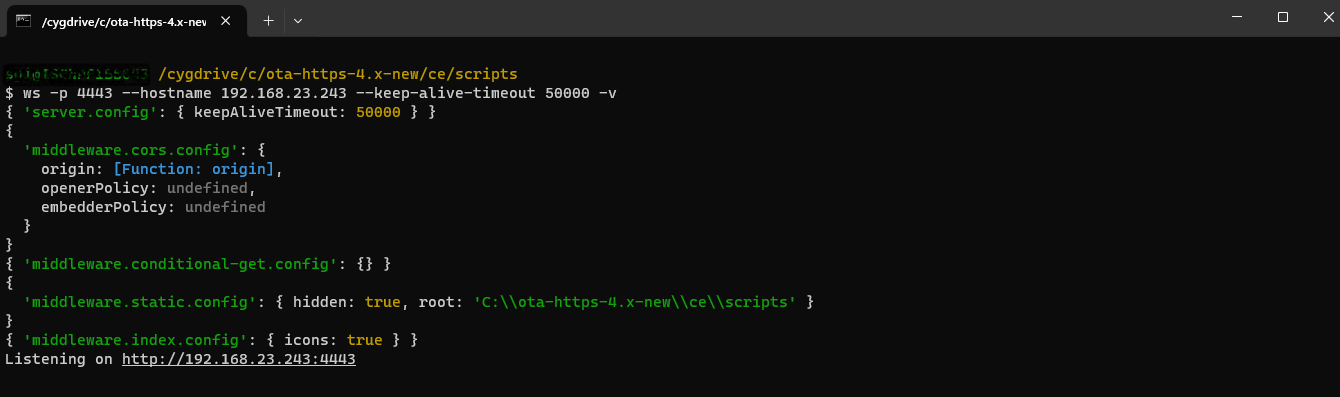 /cygdrive/c/ota-https-4.x-new
/cygdrive/c/ota-https-4.x-new/ce/scripts
$ ws -p 4443 --hostname 192.168.23.243 --keep-alive-timeout 50000 -v
{ 'server.config': { keepAliveTimeout: 50000 } }
{
  'middleware.cors.config': {
    origin: [Function: origin],
    openerPolicy: undefined,
    embedderPolicy: undefined
  }
}
{ 'middleware.conditional-get.config': {} }
{
  'middleware.static.config': { hidden: true, root: 'C:\\ota-https-4.x-new\\ce\\scripts' }
}
{ 'middleware.index.config': { icons: true } }
Listening on http://192.168.23.243:4443